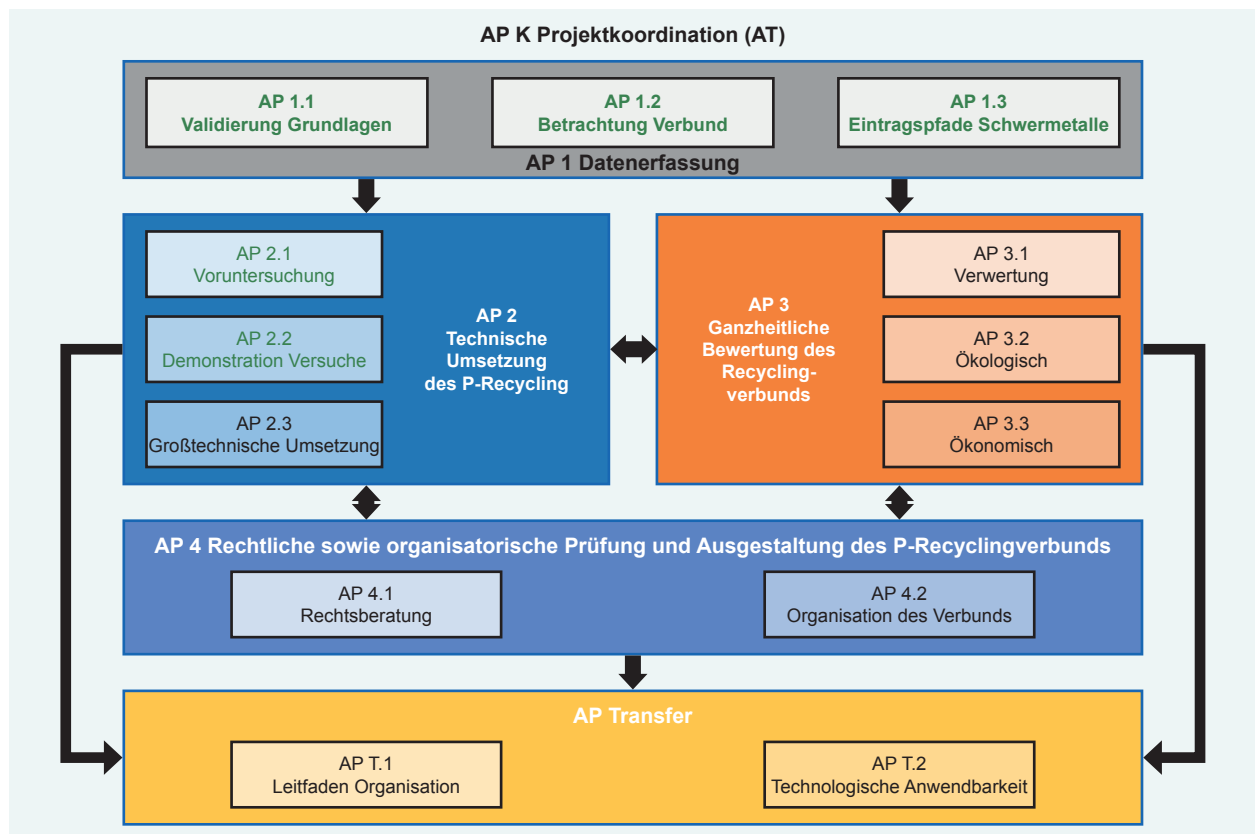 AP K Projektkoordination (AT)
AP 1.1
Validierung Grundlagen
AP 1.2
Betrachtung Verbund
AP 1.3
Eintragspfade Schwermetalle
AP 1 Datenerfassung
AP 2.1
Voruntersuchung
AP 2.2
Demonstration Versuche
AP 2.3
Großtechnische Umsetzung
AP 2
Technische
Umsetzung
des P-Recycling
AP 3
Ganzheitliche
Bewertung des
Recycling-
verbunds
AP 3.1
Verwertung
AP 3.2
Ökologisch
AP 3.3
Ökonomisch
AP 4 Rechtliche sowie organisatorische Prüfung und Ausgestaltung des P-Recyclingverbunds
AP 4.1
Rechtsberatung
AP 4.2
Organisation des Verbunds
AP Transfer
AP T.1
Leitfaden Organisation
AP T.2
Technologische Anwendbarkeit